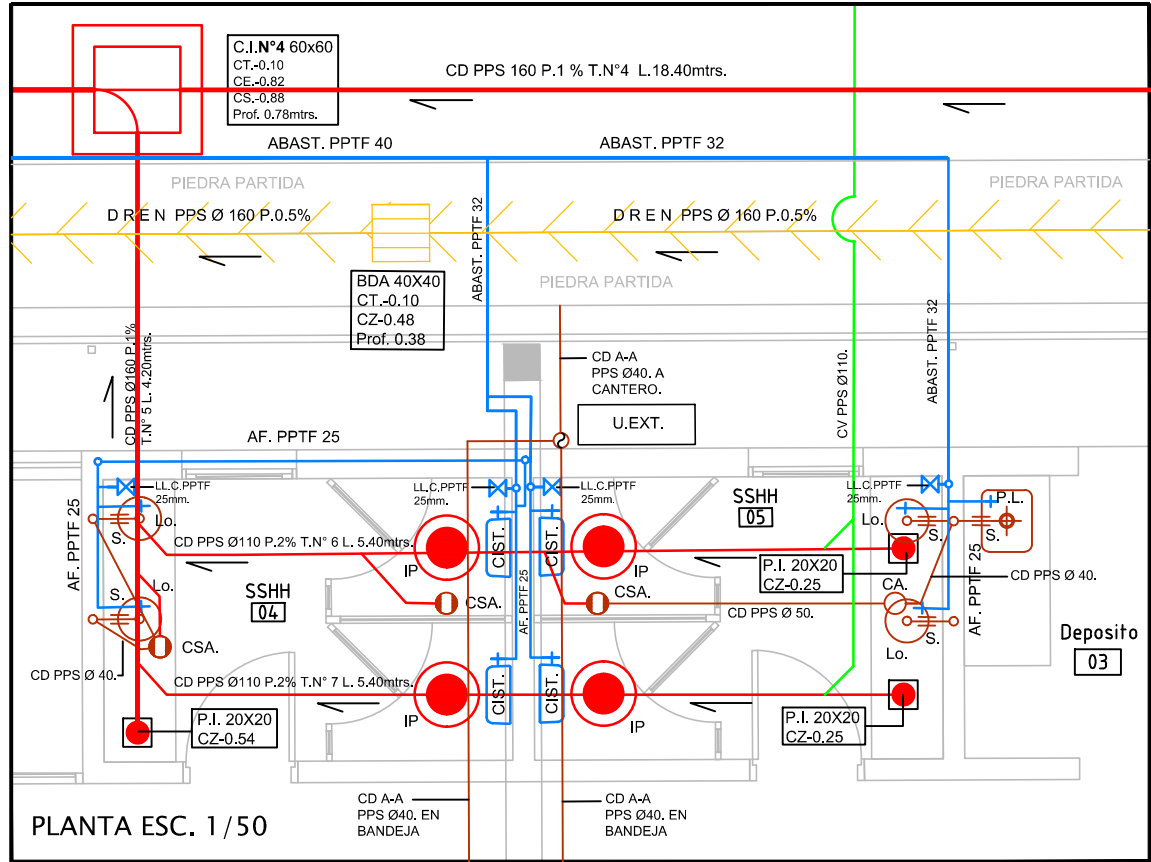 C.I.N°4 60x60
CT.-0.10
CE.-0.82
CS.-0.88
Prof. 0.78mtrs.
CD PPS 160 P.1 % T.N°4 L.18.40mtrs.
ABAST. PPTF 40
ABAST. PPTF 32
PIEDRA PARTIDA
PIEDRA PARTIDA
D R E N PPS Ø 160 P.0.5%
D R E N PPS Ø 160 P.0.5%
ABAST. PPTF 32
BDA 40X40
CT.-0.10
CZ-0.48
Prof. 0.38
PIEDRA PARTIDA
CD PPS Ø160 P.1%
T.N° 5 L. 4.20mtrs.
CD A-A
PPS Ø40. A
CANTERO.
U.EXT.
CV PPS Ø110.
ABAST. PPTF 32
AF. PPTF 25
LL.C.PPTF
25mm.
LL.C.PPTF
25mm.
LL.C.PPTF
25mm.
LL.C.PPTF
25mm.
SSHH
05
P.L.
AF. PPTF 25
Lo.
S.
CIST.
CIST.
Lo.
S.
S.
CD PPS Ø110 P.2% T.N° 6 L. 5.40mtrs.
IP
IP
P.I. 20X20
CZ-0.25
AF. PPTF 25
CD PPS Ø 40.
S.
Lo.
SSHH
04
CSA.
AF. PPTF 25
CSA.
CD PPS Ø 50.
CA.
S.
Lo.
Deposito
03
CSA.
CD PPS Ø 40.
CD PPS Ø110 P.2% T.N° 7 L. 5.40mtrs.
CIST.
CIST.
IP
IP
P.I. 20X20
CZ-0.54
P.I. 20X20
CZ-0.25
CD A-A
PPS Ø40. EN
BANDEJA
CD A-A
PPS Ø40. EN
BANDEJA
PLANTA ESC. 1/50